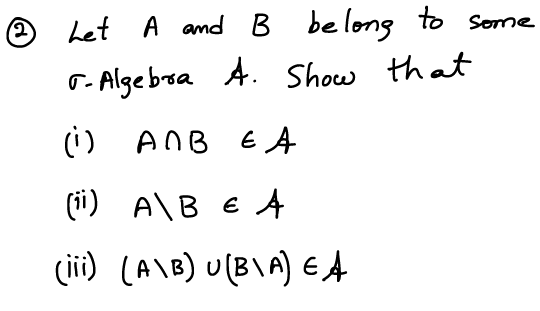 ② Let A and B belong to some
σ-Algebra 𝒜. Show that
(i) A∩B ∈ 𝒜
(ii) A\B ∈ 𝒜
(iii) (A\B) ∪ (B\A) ∈ 𝒜